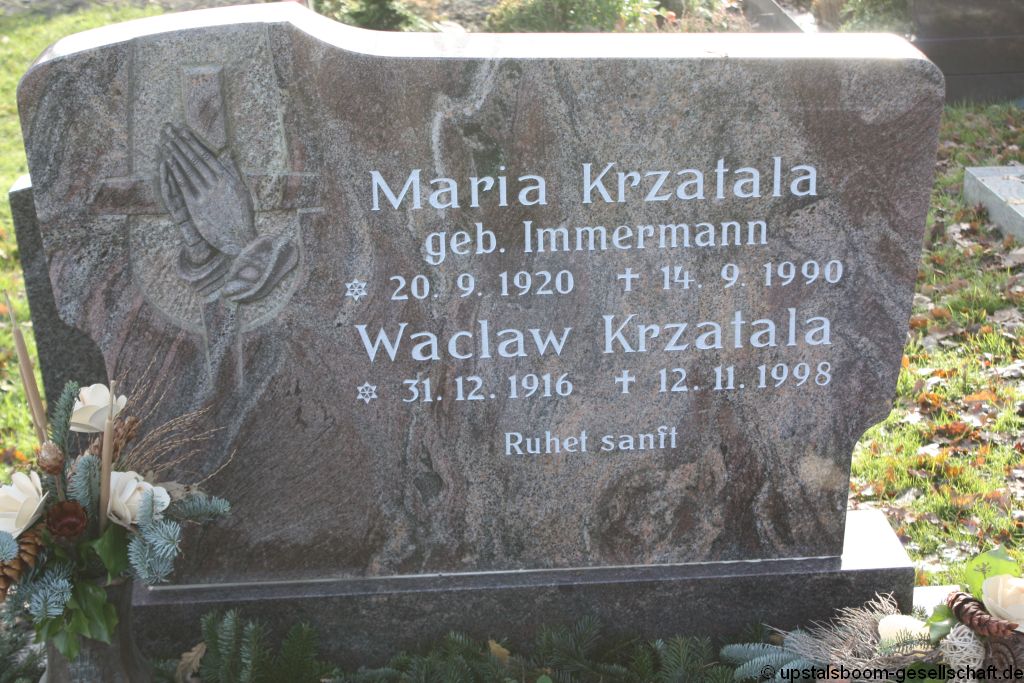 Maria Krzatala
geb. Immermann
✡ 20. 9. 1920 † 14. 9. 1990
Waclaw Krzatala
✡ 31. 12. 1916 † 12. 11. 1998
Ruhet sanft
© upstalsboom-gesellschaft.de